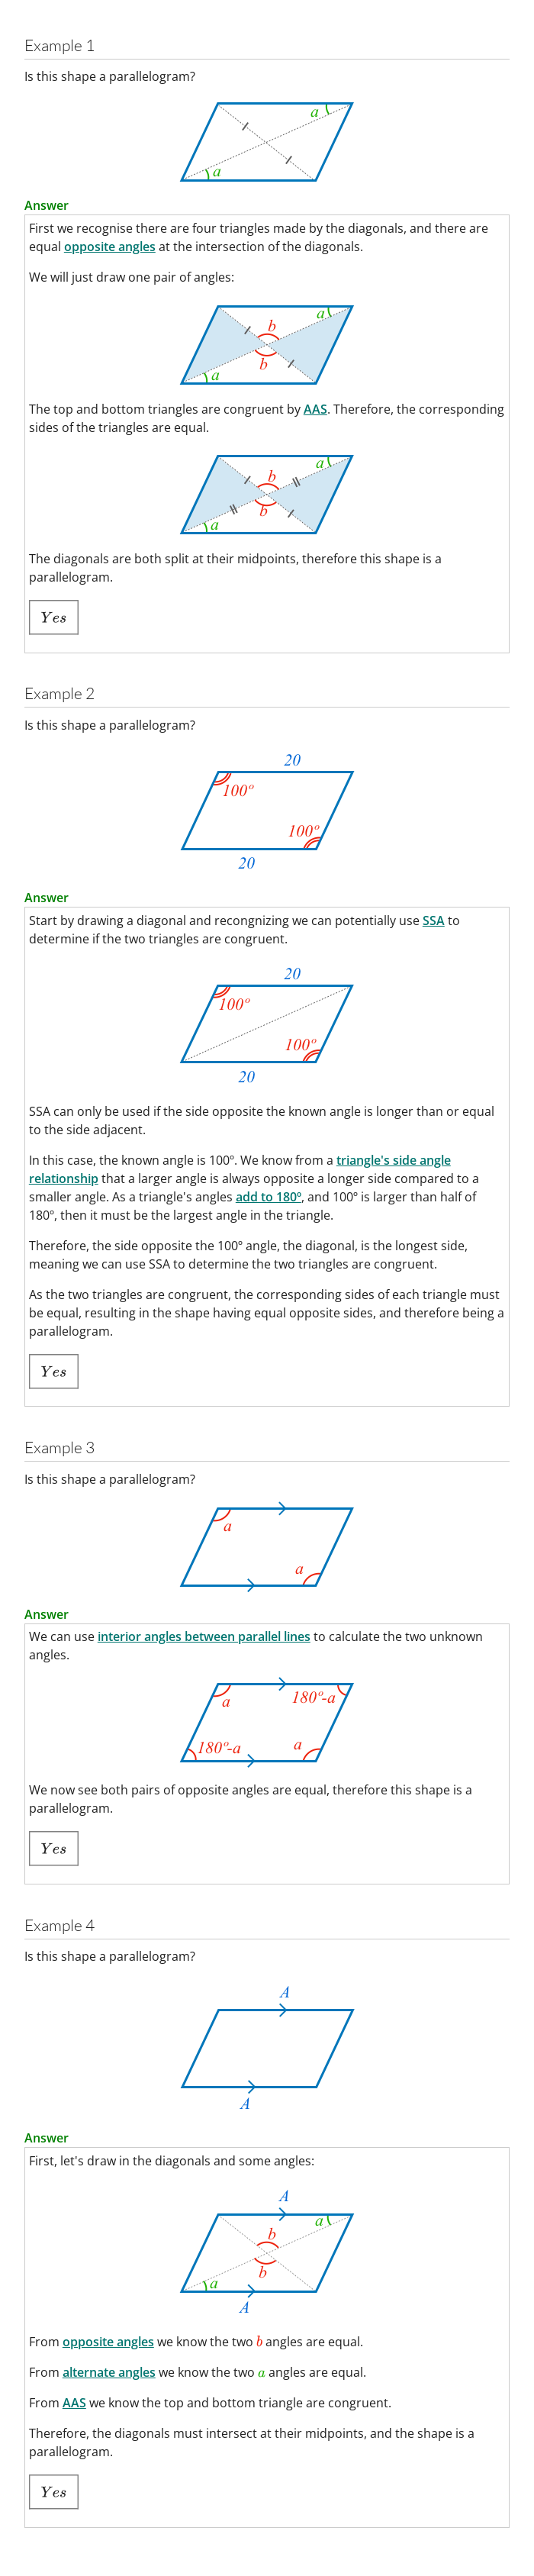 Example 1
Is this shape a parallelogram?
a
a
Answer
First we recognise there are four triangles made by the diagonals, and there are
equal opposite angles at the intersection of the diagonals.
We will just draw one pair of angles:
a
b
b
a
The top and bottom triangles are congruent by AAS. Therefore, the corresponding
sides of the triangles are equal.
a
b
b
a
The diagonals are both split at their midpoints, therefore this shape is a
parallelogram.
Yes
Example 2
Is this shape a parallelogram?
20
100º
100º
20
Answer
Start by drawing a diagonal and recongnizing we can potentially use SSA to
determine if the two triangles are congruent.
20
100º
100º
20
SSA can only be used if the side opposite the known angle is longer than or equal
to the side adjacent.
In this case, the known angle is 100º. We know from a triangle's side angle
relationship that a larger angle is always opposite a longer side compared to a
smaller angle. As a triangle's angles add to 180º, and 100º is larger than half of
180º, then it must be the largest angle in the triangle.
Therefore, the side opposite the 100º angle, the diagonal, is the longest side,
meaning we can use SSA to determine the two triangles are congruent.
As the two triangles are congruent, the corresponding sides of each triangle must
be equal, resulting in the shape having equal opposite sides, and therefore being a
parallelogram.
Yes
Example 3
Is this shape a parallelogram?
a
a
Answer
We can use interior angles between parallel lines to calculate the two unknown
angles.
a
180º-a
180º-a
a
We now see both pairs of opposite angles are equal, therefore this shape is a
parallelogram.
Yes
Example 4
Is this shape a parallelogram?
A
A
Answer
First, let's draw in the diagonals and some angles:
A
a
b
b
a
A
From opposite angles we know the two b angles are equal.
From alternate angles we know the two a angles are equal.
From AAS we know the top and bottom triangle are congruent.
Therefore, the diagonals must intersect at their midpoints, and the shape is a
parallelogram.
Yes